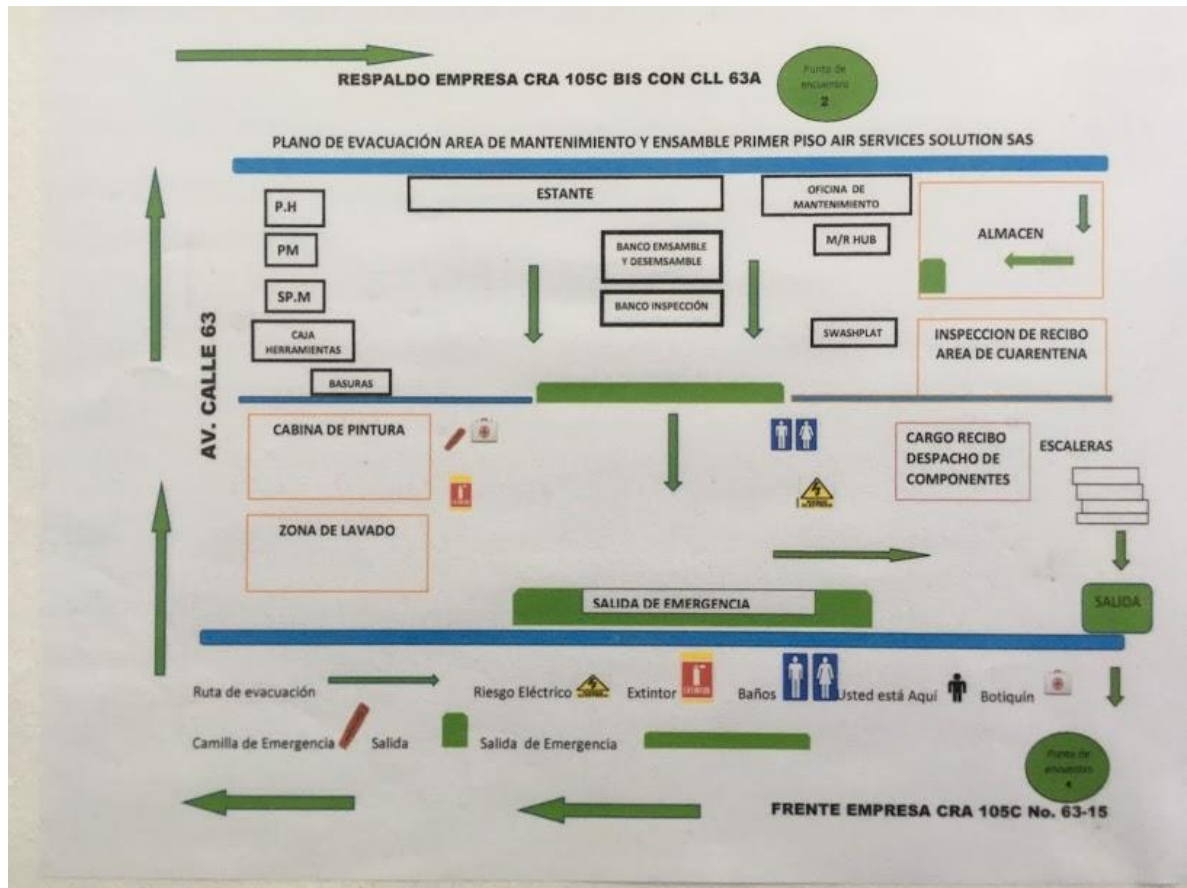 RESPALDO EMPRESA CRA 105C BIS CON CLL 63A
Punto de
encuentro
2
PLANO DE EVACUACIÓN AREA DE MANTENIMIENTO Y ENSAMBLE PRIMER PISO AIR SERVICES SOLUTION SAS
P.H
ESTANTE
OFICINA DE
MANTENIMIENTO
ALMACEN
PM
BANCO EMSAMBLE
Y DESEMSAMBLE
M/R HUB
SP.M
BANCO INSPECCIÓN
AV. CALLE 63
CAJA
HERRAMIENTAS
SWASHPLAT
INSPECCION DE RECIBO
AREA DE CUARENTENA
BASURAS
CABINA DE PINTURA
CARGO RECIBO
DESPACHO DE
COMPONENTES
ESCALERAS
ZONA DE LAVADO
SALIDA DE EMERGENCIA
SALIDA
Ruta de evacuación
Riesgo Eléctrico
Extintor
EXTINTOR
Baños
Usted está Aquí
Botiquín
Camilla de Emergencia
Salida
Salida de Emergencia
Punto de
encuentro
FRENTE EMPRESA CRA 105C No. 63-15